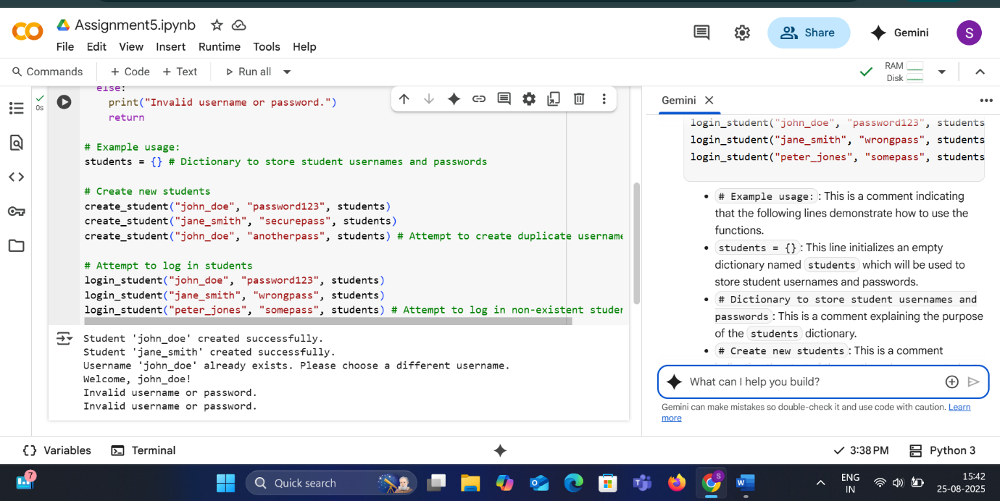 Assignment5.ipynb
File Edit View Insert Runtime Tools Help
Share
Gemini
S
Commands + Code + Text Run all
RAM
Disk
0s
else:
print("Invalid username or password.")
return
# Example usage:
students = {} # Dictionary to store student usernames and passwords
# Create new students
create_student("john_doe", "password123", students)
create_student("jane_smith", "securepass", students)
create_student("john_doe", "anotherpass", students) # Attempt to create duplicate username
# Attempt to log in students
login_student("john_doe", "password123", students)
login_student("jane_smith", "wrongpass", students)
login_student("peter_jones", "somepass", students) # Attempt to log in non-existent studen
Student 'john_doe' created successfully.
Student 'jane_smith' created successfully.
Username 'john_doe' already exists. Please choose a different username.
Welcome, john_doe!
Invalid username or password.
Invalid username or password.
Gemini
login_student("john_doe", "password123", students
login_student("jane_smith", "wrongpass", students
login_student("peter_jones", "somepass", students
• # Example usage: : This is a comment indicating
that the following lines demonstrate how to use the
functions.
• students = {} : This line initializes an empty
dictionary named students which will be used to
store student usernames and passwords.
• # Dictionary to store student usernames and
passwords : This is a comment explaining the purpose
of the students dictionary.
• # Create new students : This is a comment
What can I help you build?
Gemini can make mistakes so double-check it and use code with caution. Learn
more
{} Variables Terminal
3:38 PM Python 3
7
Quick search
S
W
ENG
IN
15:42
25-08-2025